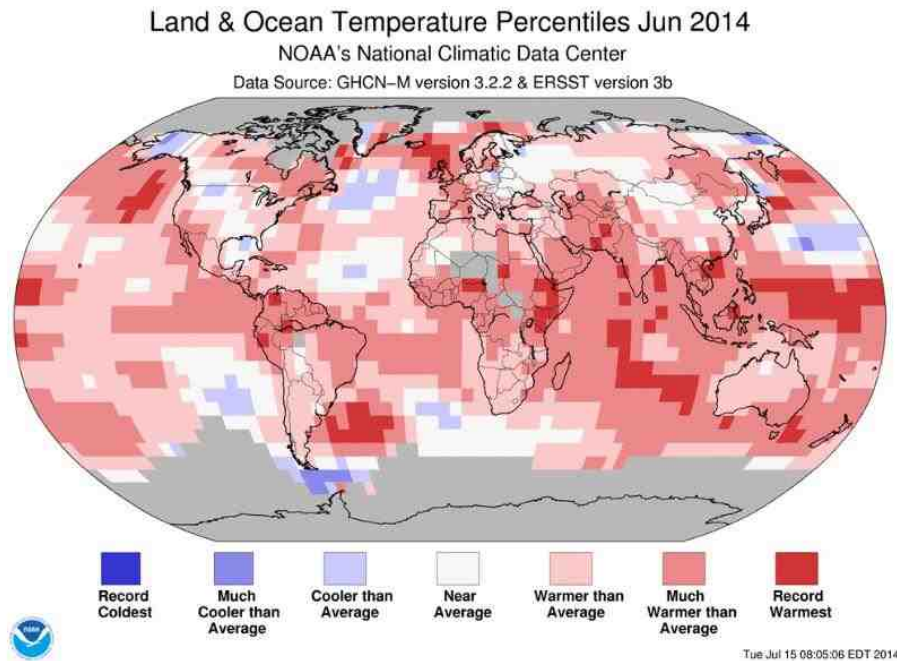 Land & Ocean Temperature Percentiles Jun 2014
NOAA's National Climatic Data Center
Data Source: GHCN–M version 3.2.2 & ERSST version 3b
Record
Coldest
Much
Cooler than
Average
Cooler than
Average
Near
Average
Warmer than
Average
Much
Warmer than
Average
Record
Warmest
NOAA
Tue Jul 15 08:05:06 EDT 2014